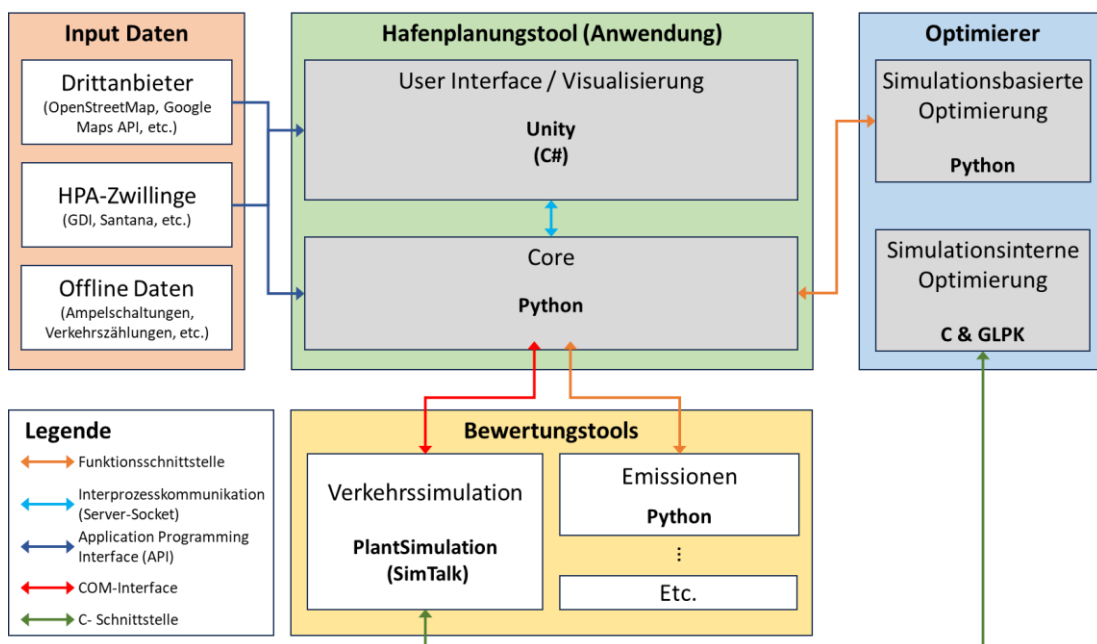 Input Daten
Drittanbieter
(OpenStreetMap, Google
Maps API, etc.)
HPA-Zwillinge
(GDI, Santana, etc.)
Offline Daten
(Ampelschaltungen,
Verkehrszählungen, etc.)
Hafenplanungstool (Anwendung)
User Interface / Visualisierung
Unity
(C#)
Core
Python
Optimierer
Simulationsbasierte
Optimierung
Python
Simulationsinterne
Optimierung
C & GLPK
Legende
Funktionsschnittstelle
Interprozesskommunikation
(Server-Socket)
Application Programming
Interface (API)
COM-Interface
C- Schnittstelle
Bewertungstools
Verkehrssimulation
PlantSimulation
(SimTalk)
Emissionen
Python
⋮
Etc.